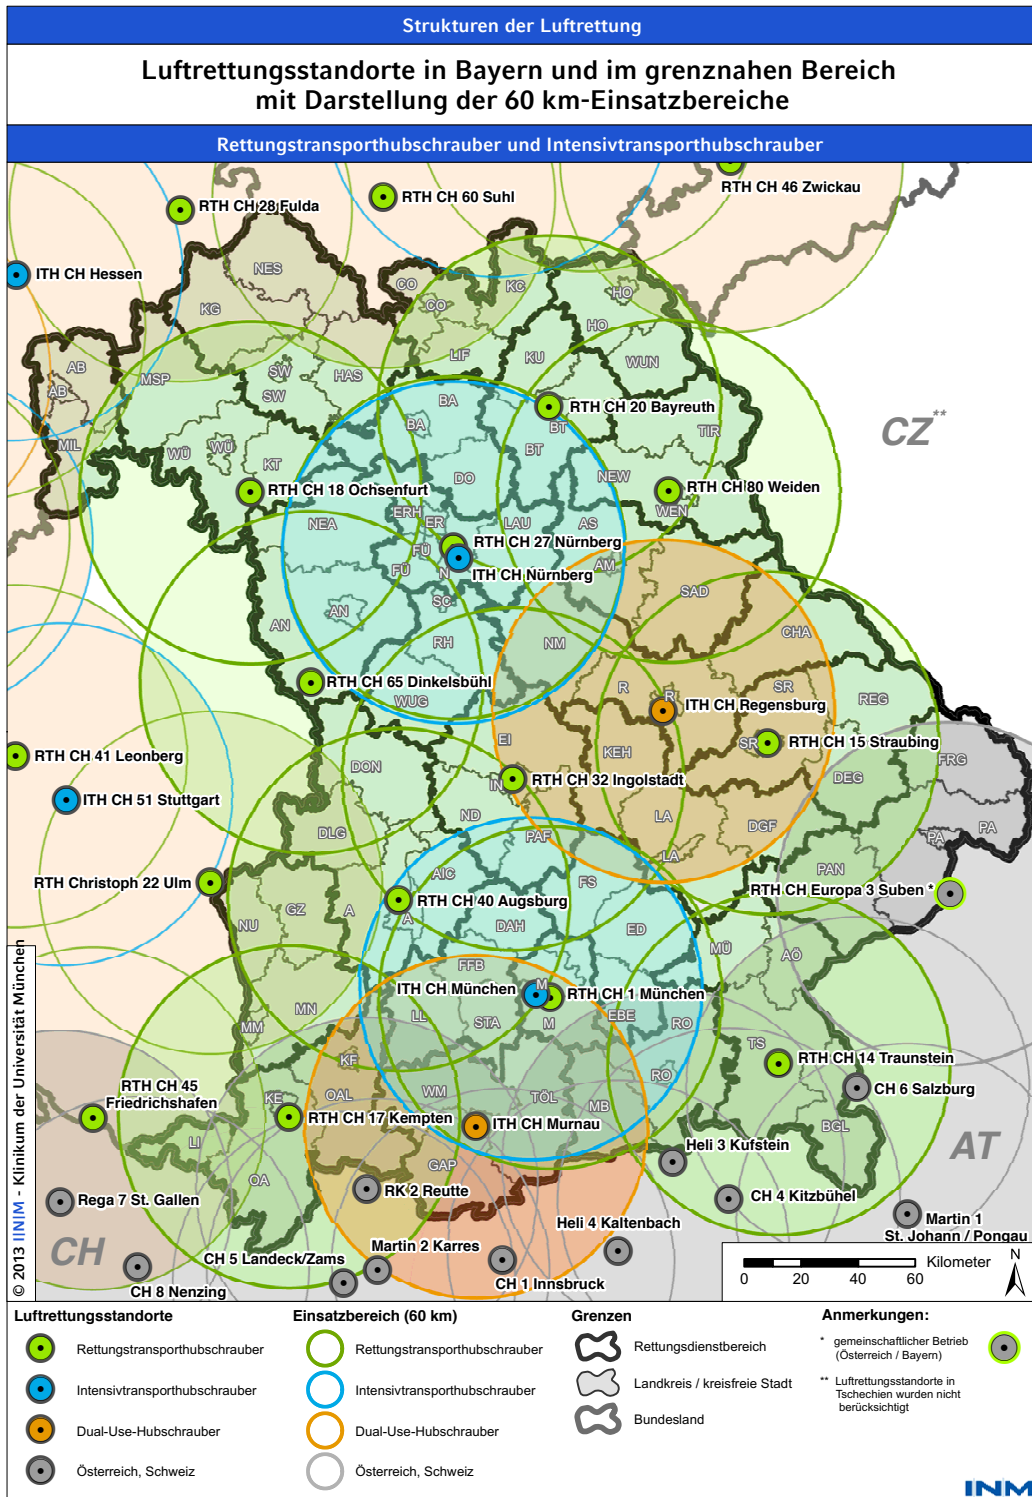 Strukturen der Luftrettung
Luftrettungsstandorte in Bayern und im grenznahen Bereich
mit Darstellung der 60 km-Einsatzbereiche
Rettungstransporthubschrauber und Intensivtransporthubschrauber
RTH CH 46 Zwickau
RTH CH 60 Suhl
RTH CH 28 Fulda
ITH CH Hessen
NES
CO
KC
HO
CO
KG
HO
LIF
KU
WUN
AB
MSP
SW
HAS
AB
SW
BA
RTH CH 20 Bayreuth
BA
BT
TIR
CZ**
MIL
WÜ
WÜ
KT
BT
DO
NEW
RTH CH 18 Ochsenfurt
RTH CH 80 Weiden
WEN
NEA
ERH
ER
LAU
AS
RTH CH 27 Nürnberg
FÜ
FÜ
N
ITH CH Nürnberg
AM
SAD
AN
SC
AN
RH
NM
CHA
RTH CH 65 Dinkelsbühl
R
R
SR
REG
WUG
ITH CH Regensburg
EI
KEH
SR
RTH CH 15 Straubing
RTH CH 41 Leonberg
FRG
DON
IN
RTH CH 32 Ingolstadt
DEG
ITH CH 51 Stuttgart
ND
LA
DGF
PA
DLG
PAF
PA
LA
AIC
FS
PAN
RTH Christoph 22 Ulm
RTH CH Europa 3 Suben *
GZ
A
RTH CH 40 Augsburg
A
NU
DAH
ED
MÜ
AÖ
FFB
ITH CH München
M
RTH CH 1 München
MN
LL
STA
M
EBE
RO
MM
TS
KF
RTH CH 14 Traunstein
RTH CH 45
Friedrichshafen
RO
CH 6 Salzburg
KE
OAL
WM
TÖL
MB
RTH CH 17 Kempten
ITH CH Murnau
BGL
LI
AT
GAP
Heli 3 Kufstein
OA
RK 2 Reutte
Rega 7 St. Gallen
CH 4 Kitzbühel
Heli 4 Kaltenbach
Martin 1
St. Johann / Pongau
CH
Martin 2 Karres
CH 5 Landeck/Zams
CH 1 Innsbruck
CH 8 Nenzing
N
Kilometer
0 20 40 60
© 2013 INM - Klinikum der Universität München
Luftrettungsstandorte
Rettungstransporthubschrauber
Intensivtransporthubschrauber
Dual-Use-Hubschrauber
Österreich, Schweiz
Einsatzbereich (60 km)
Rettungstransporthubschrauber
Intensivtransporthubschrauber
Dual-Use-Hubschrauber
Österreich, Schweiz
Grenzen
Rettungsdienstbereich
Landkreis / kreisfreie Stadt
Bundesland
Anmerkungen:
* gemeinschaftlicher Betrieb
(Österreich / Bayern)
** Luftrettungsstandorte in
Tschechien wurden nicht
berücksichtigt
INM